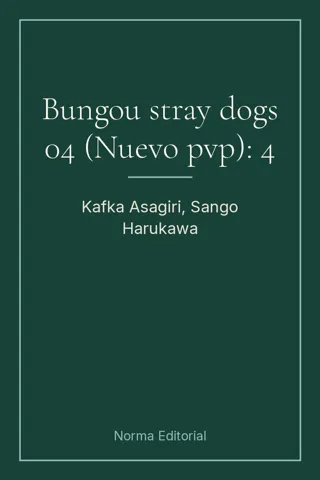 Bungou stray dogs
04 (Nuevo pvp): 4
Kafka Asagiri, Sango
Harukawa
Norma Editorial